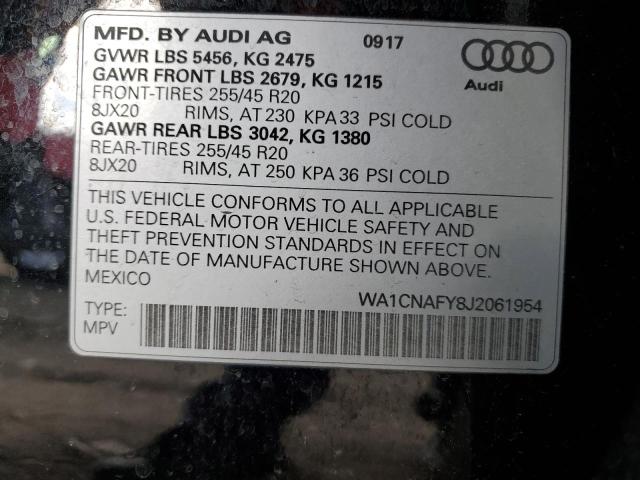 MFD. BY AUDI AG 0917
GVWR LBS 5456, KG 2475
GAWR FRONT LBS 2679, KG 1215
Audi
FRONT-TIRES 255/45 R20
8JX20 RIMS, AT 230 KPA 33 PSI COLD
GAWR REAR LBS 3042, KG 1380
REAR-TIRES 255/45 R20
8JX20 RIMS, AT 250 KPA 36 PSI COLD
THIS VEHICLE CONFORMS TO ALL APPLICABLE
U.S. FEDERAL MOTOR VEHICLE SAFETY AND
THEFT PREVENTION STANDARDS IN EFFECT ON
THE DATE OF MANUFACTURE SHOWN ABOVE.
MEXICO
WA1CNAFY8J2061954
TYPE:
MPV